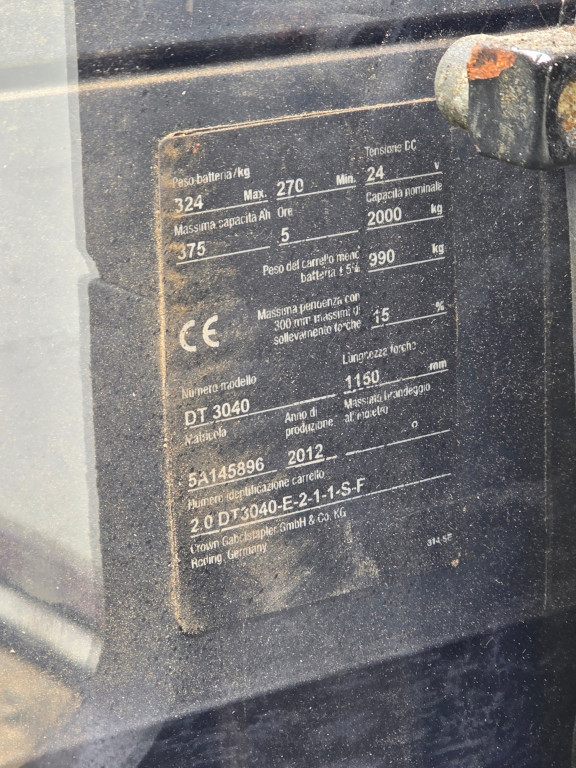 Peso batteria/kg
Tensione DC
324 Max. 270 Min. 24 V
Massima capacità Ah Ore
Capacità nominale
375 5 2000 kg
Peso del carrello meno
batteria ± 5% 990 kg
CE
Massima pendenza con
300 mm massimi di
sollevamento forche 15 %
Numero modello
Lunghezza forche
DT 3040 1150 mm
Matricola
Anno di
produzione
Massimo brandeggio
al metro
5A145896 2012 °
Numero identificazione carrello
2.0 DT3040-E-2-1-1-S-F
Crown Gabelstapler GmbH & Co. KG
Roding, Germany